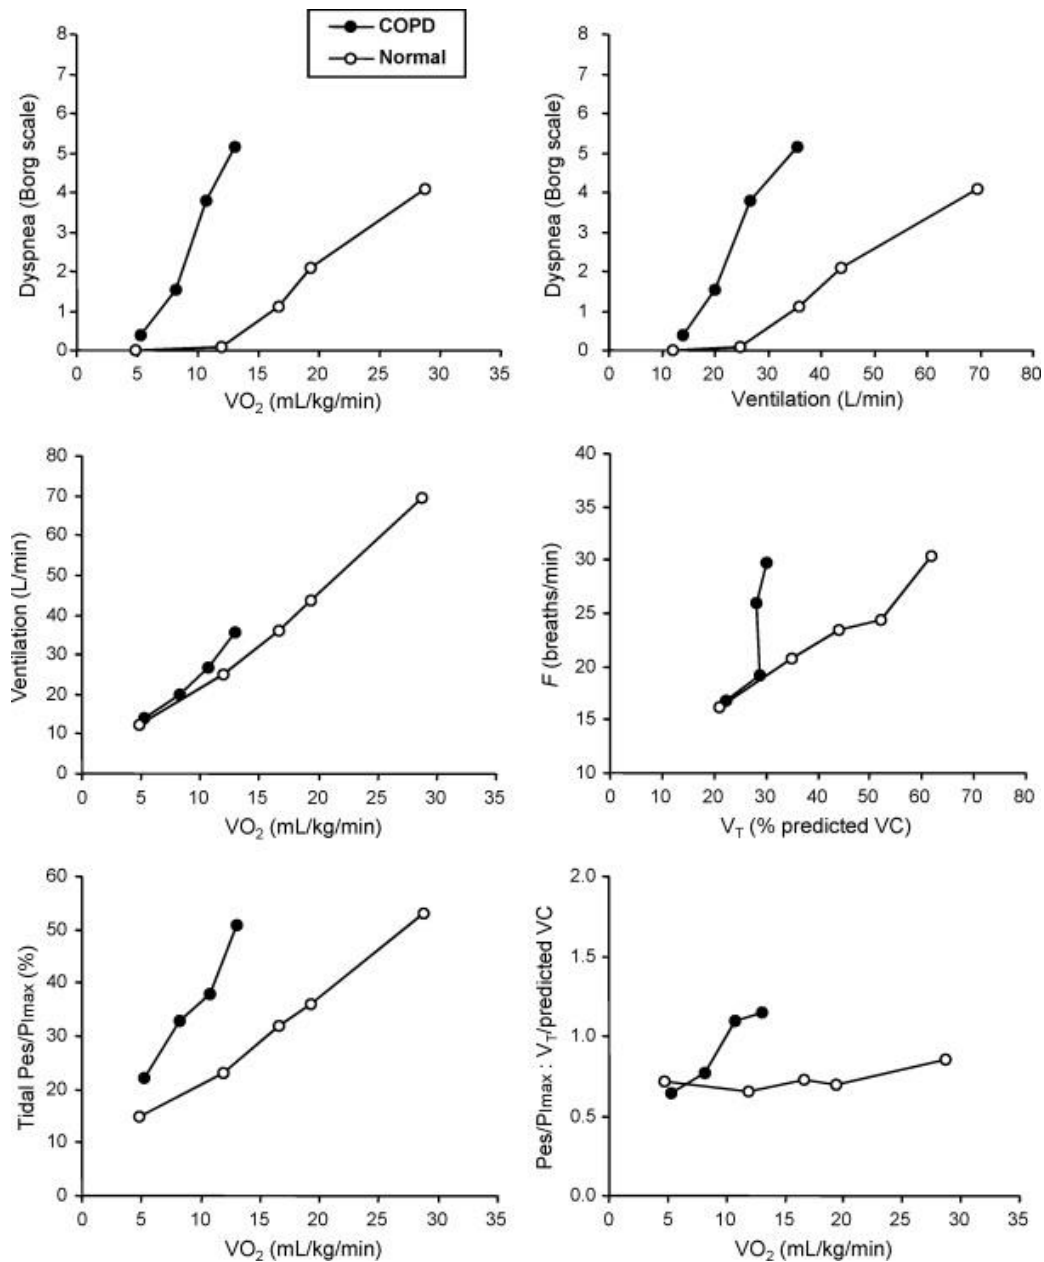 COPD
Normal
8
7
6
5
4
3
2
1
0
Dyspnea (Borg scale)
0 5 10 15 20 25 30 35
VO2 (mL/kg/min)
8
7
6
5
4
3
2
1
0
Dyspnea (Borg scale)
0 10 20 30 40 50 60 70 80
Ventilation (L/min)
80
70
60
50
40
30
20
10
0
Ventilation (L/min)
0 5 10 15 20 25 30 35
VO2 (mL/kg/min)
40
35
30
25
20
15
10
F (breaths/min)
0 10 20 30 40 50 60 70 80
VT (% predicted VC)
60
50
40
30
20
10
0
Tidal Pes/PImax (%)
0 5 10 15 20 25 30 35
VO2 (mL/kg/min)
2.0
1.5
1.0
0.5
0.0
Pes/PImax : VT/predicted VC
0 5 10 15 20 25 30 35
VO2 (mL/kg/min)